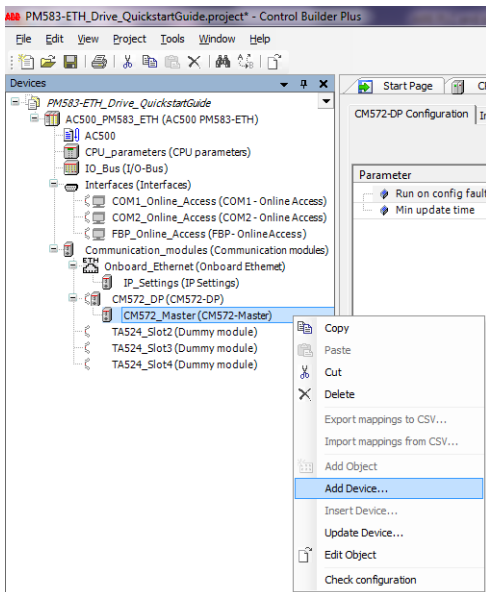 ABB PM583-ETH_Drive_QuickstartGuide.project* - Control Builder Plus
File Edit View Project Tools Window Help
Devices
PM583-ETH_Drive_QuickstartGuide
AC500_PM583_ETH (AC500 PM583-ETH)
AC500
CPU_parameters (CPU parameters)
IO_Bus (I/O-Bus)
Interfaces (Interfaces)
COM1_Online_Access (COM1 - Online Access)
COM2_Online_Access (COM2 - Online Access)
FBP_Online_Access (FBP- OnlineAccess)
Communication_modules (Communication modules)
ETH
Onboard_Ethernet (Onboard Ethernet)
IP_Settings (IP Settings)
CM572_DP (CM572-DP)
CM572_Master (CM572-Master)
TA524_Slot2 (Dummy module)
TA524_Slot3 (Dummy module)
TA524_Slot4 (Dummy module)
Start Page
CM572-DP Configuration
Parameter
Run on config fault
Min update time
Copy
Paste
Cut
Delete
Export mappings to CSV...
Import mappings from CSV...
Add Object
Add Device...
Insert Device...
Update Device...
Edit Object
Check configuration